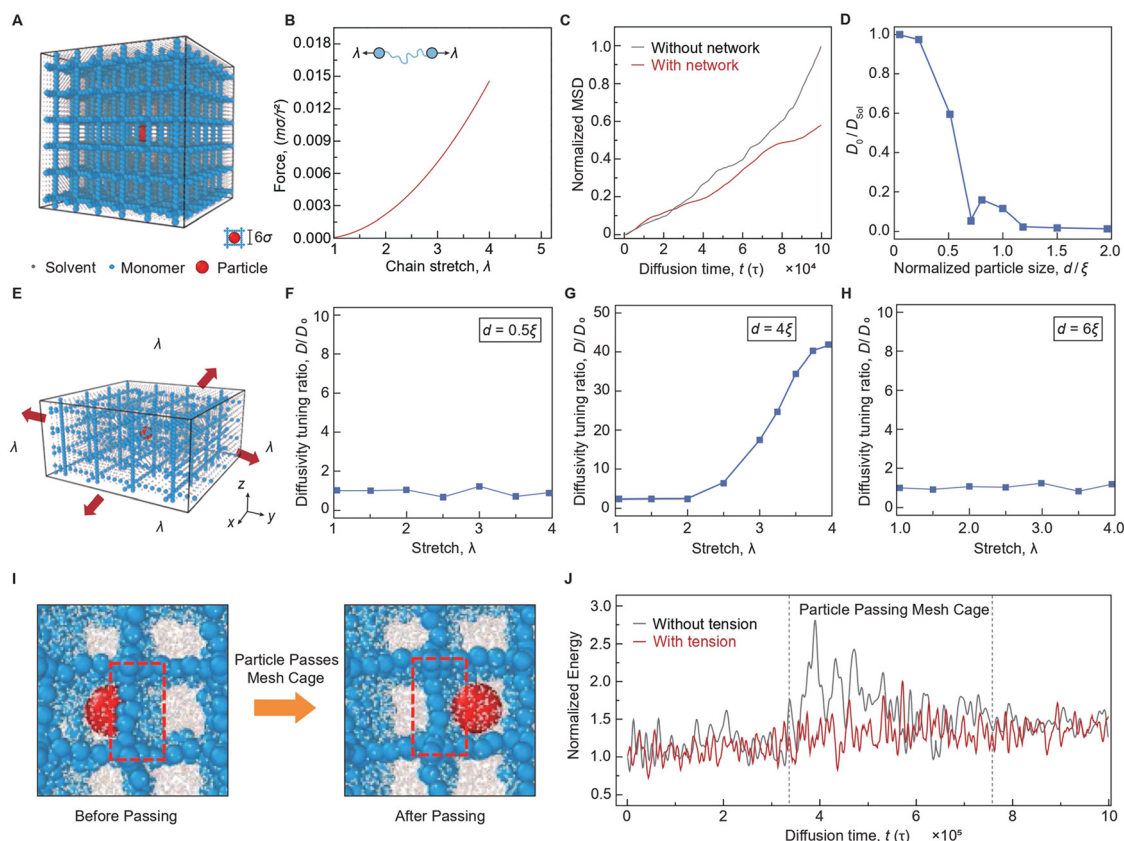 A
6σ
Solvent
Monomer
Particle
B
λ
λ
Force, (mσ/τ²)
0.018
0.015
0.012
0.009
0.006
0.003
0.000
1 2 3 4 5
Chain stretch, λ
C
Without network
With network
Normalized MSD
1.0
0.8
0.6
0.4
0.2
0.0
0 2 4 6 8 10
Diffusion time, t (τ) ×10⁴
D
D₀ / D_Sol
1.0
0.8
0.6
0.4
0.2
0.0
0.0 0.5 1.0 1.5 2.0
Normalized particle size, d / ξ
E
λ
λ
λ
λ
z
x
y
F
d = 0.5ξ
Diffusivity tuning ratio, D/D₀
10
8
6
4
2
0
1 2 3 4
Stretch, λ
G
d = 4ξ
Diffusivity tuning ratio, D/D₀
50
40
30
20
10
0
1 2 3 4
Stretch, λ
H
d = 6ξ
Diffusivity tuning ratio, D/D₀
10
8
6
4
2
0
1.0 2.0 3.0 4.0
Stretch, λ
I
Particle Passes
Mesh Cage
Before Passing
After Passing
J
Particle Passing Mesh Cage
Without tension
With tension
Normalized Energy
3.0
2.5
2.0
1.5
1.0
0.5
0 2 4 6 8 10
Diffusion time, t (τ) ×10⁵